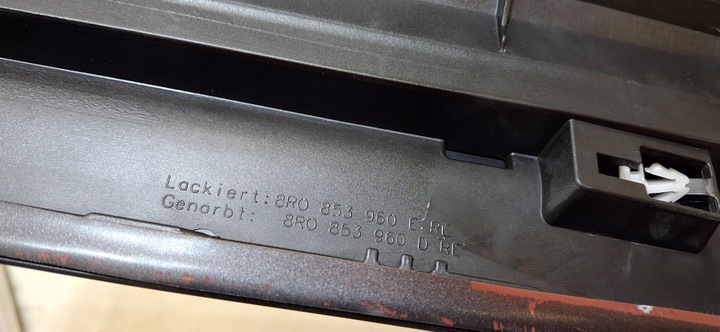 Lackiert: 8R0 853 960 E RE
Genarbt: 8R0 853 960 D RE